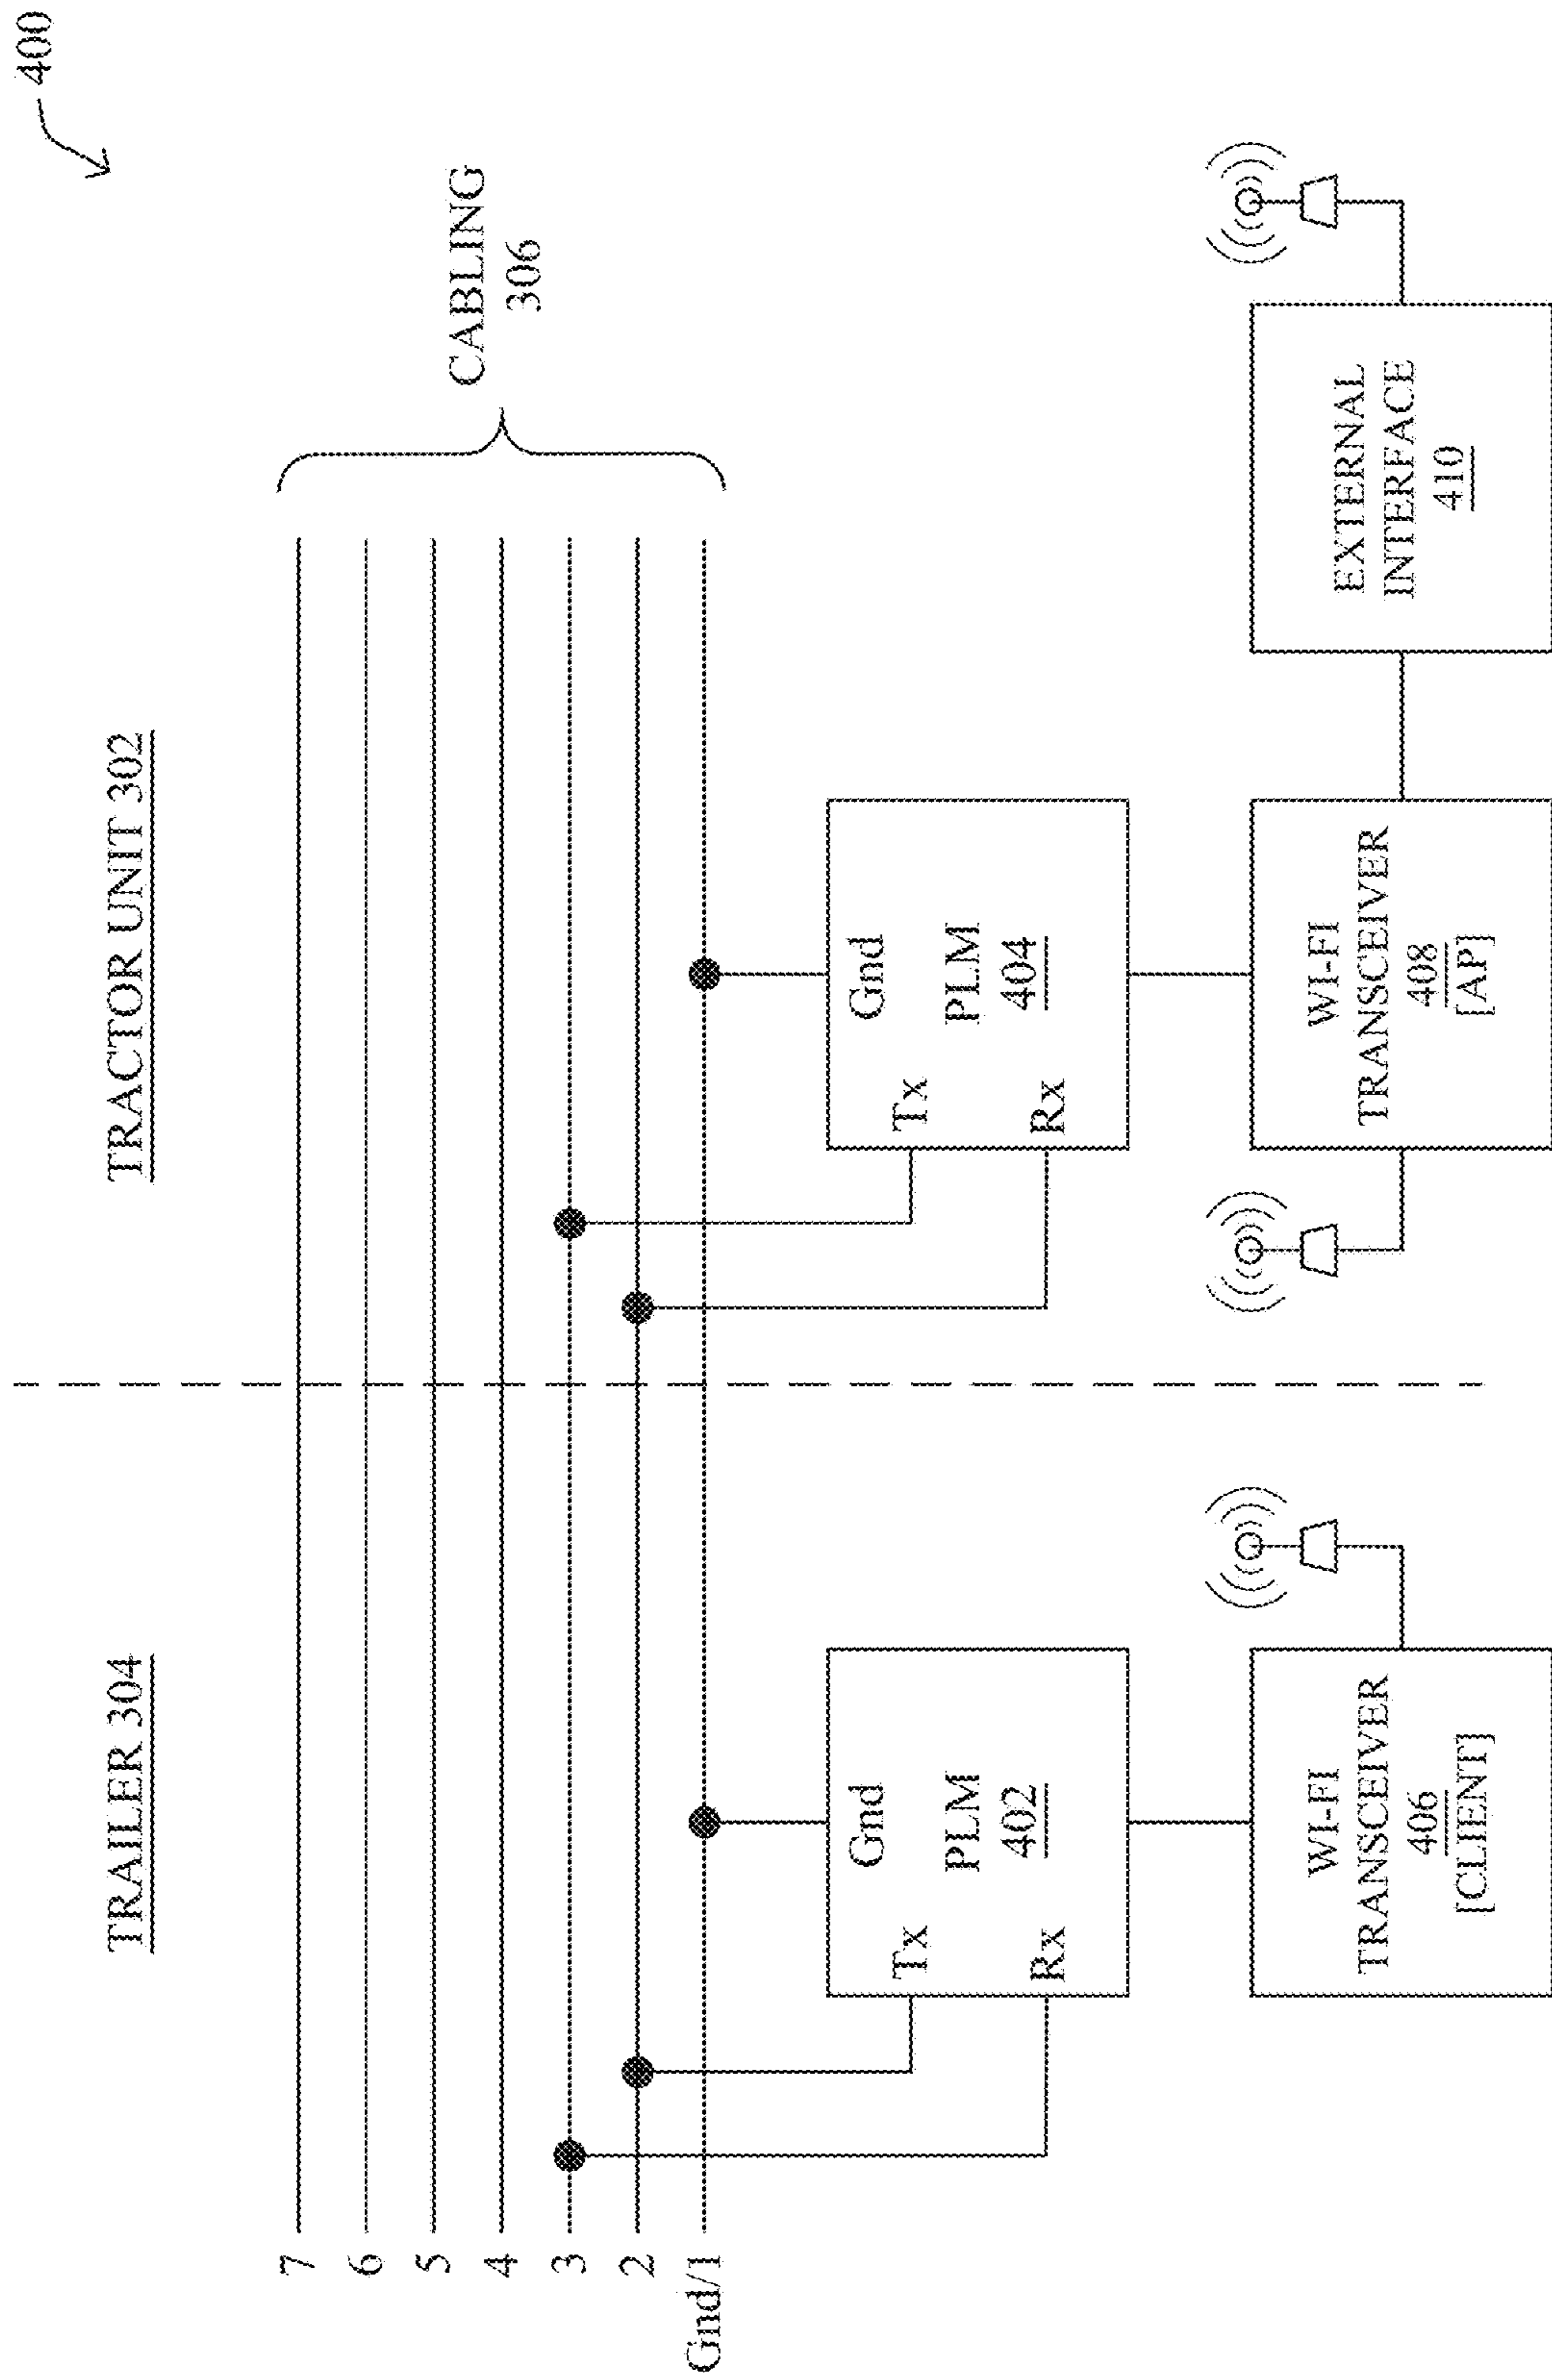 400
TRAILER 304
TRACTOR UNIT 302
7
6
5
4
3
2
Gnd/1
CABLING
306
Gnd
Tx
PLM
402
Rx
Gnd
Tx
PLM
404
Rx
WI-FI
TRANSCEIVER
406
[CLIENT]
WI-FI
TRANSCEIVER
408
[AP]
EXTERNAL
INTERFACE
410